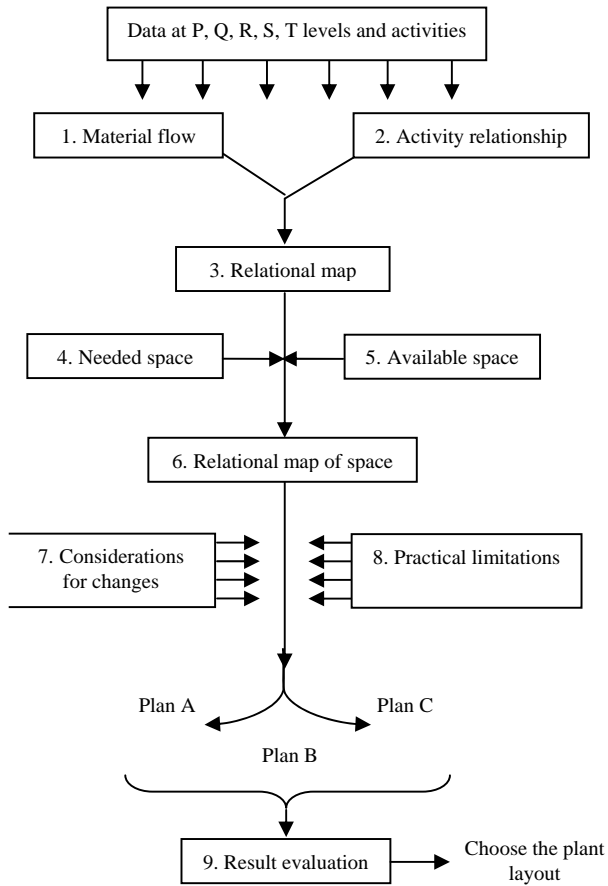 Data at P, Q, R, S, T levels and activities
1. Material flow
2. Activity relationship
3. Relational map
4. Needed space
5. Available space
6. Relational map of space
7. Considerations
for changes
8. Practical limitations
Plan A
Plan C
Plan B
9. Result evaluation
Choose the plant
layout